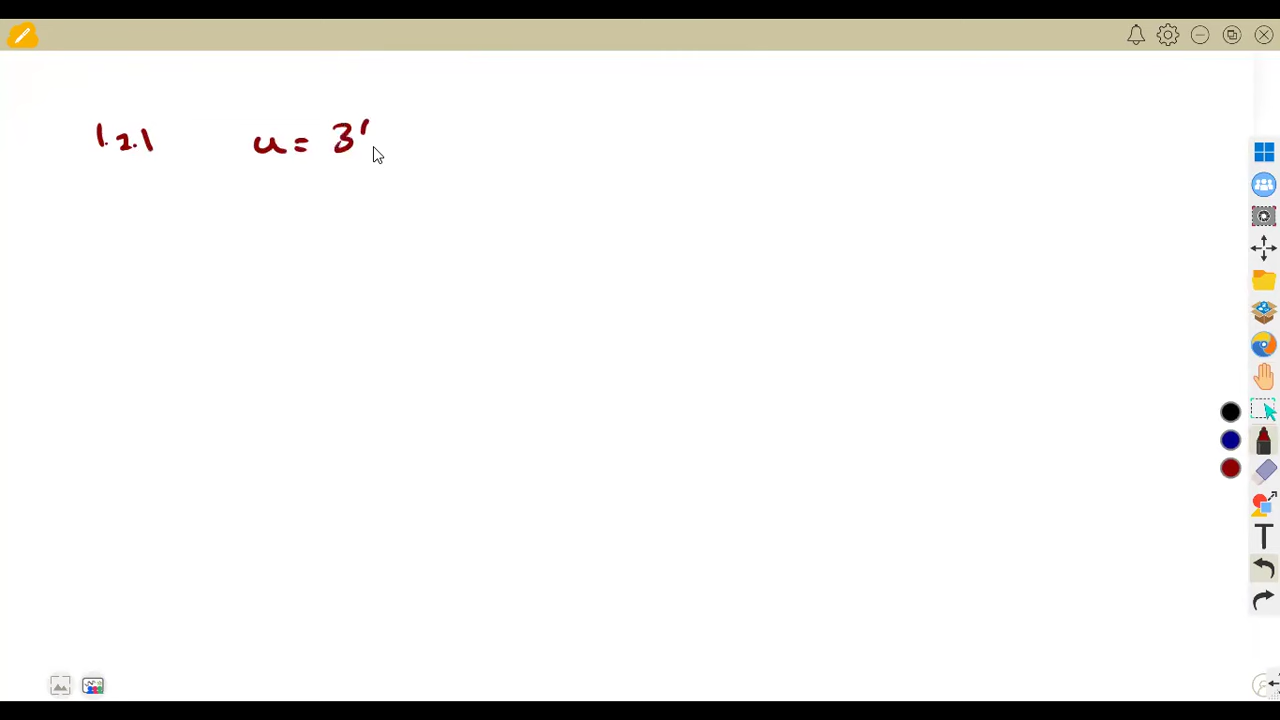 1.2.1 u = 3'